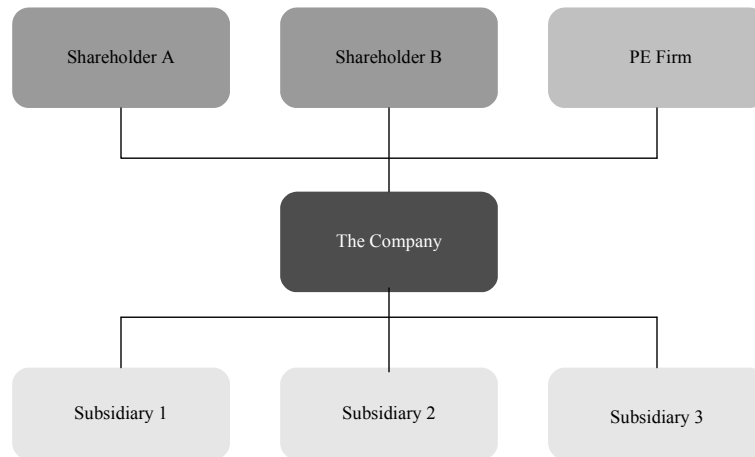 Shareholder A
Shareholder B
PE Firm
The Company
Subsidiary 1
Subsidiary 2
Subsidiary 3